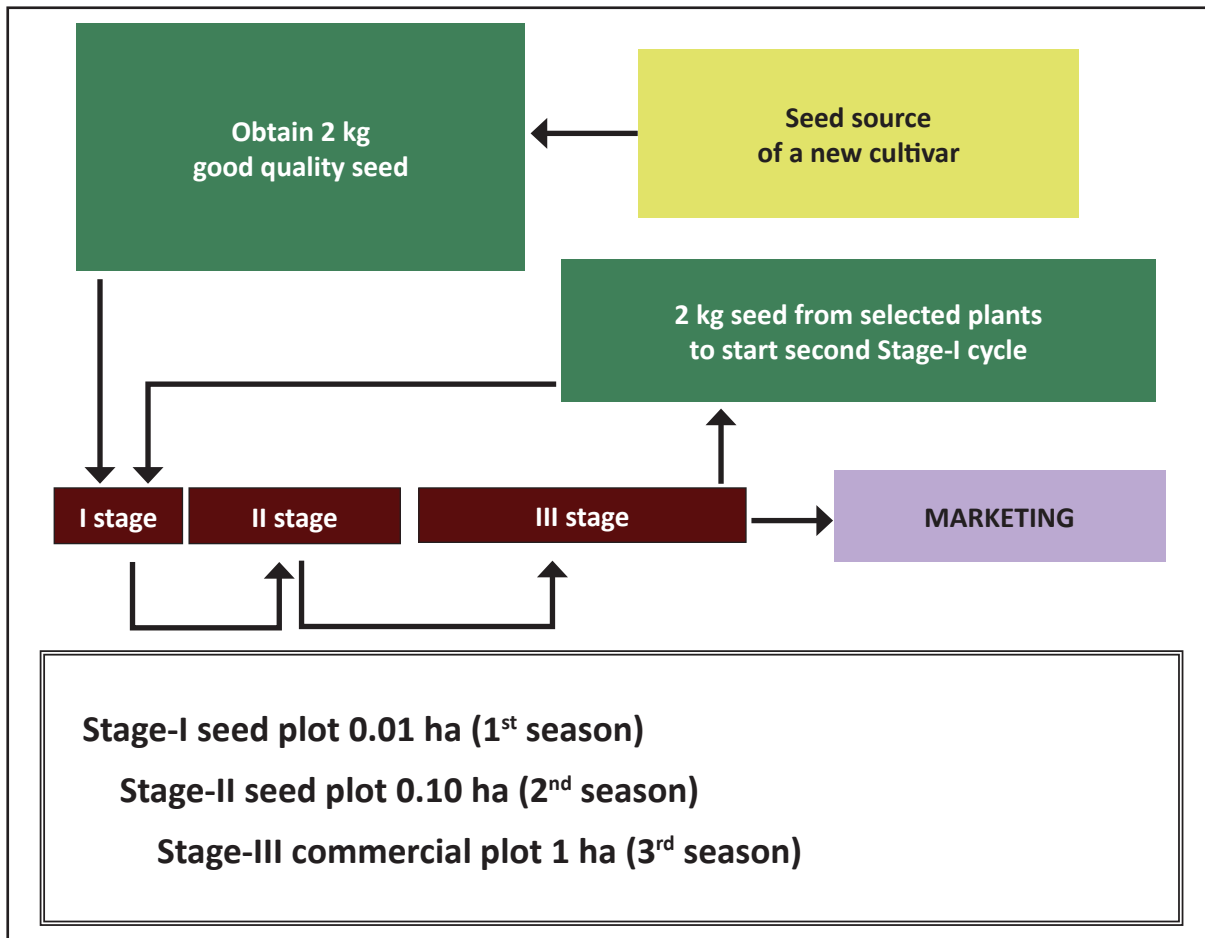 Obtain 2 kg
good quality seed
Seed source
of a new cultivar
2 kg seed from selected plants
to start second Stage-I cycle
I stage
II stage
III stage
MARKETING
Stage-I seed plot 0.01 ha (1st season)
Stage-II seed plot 0.10 ha (2nd season)
Stage-III commercial plot 1 ha (3rd season)